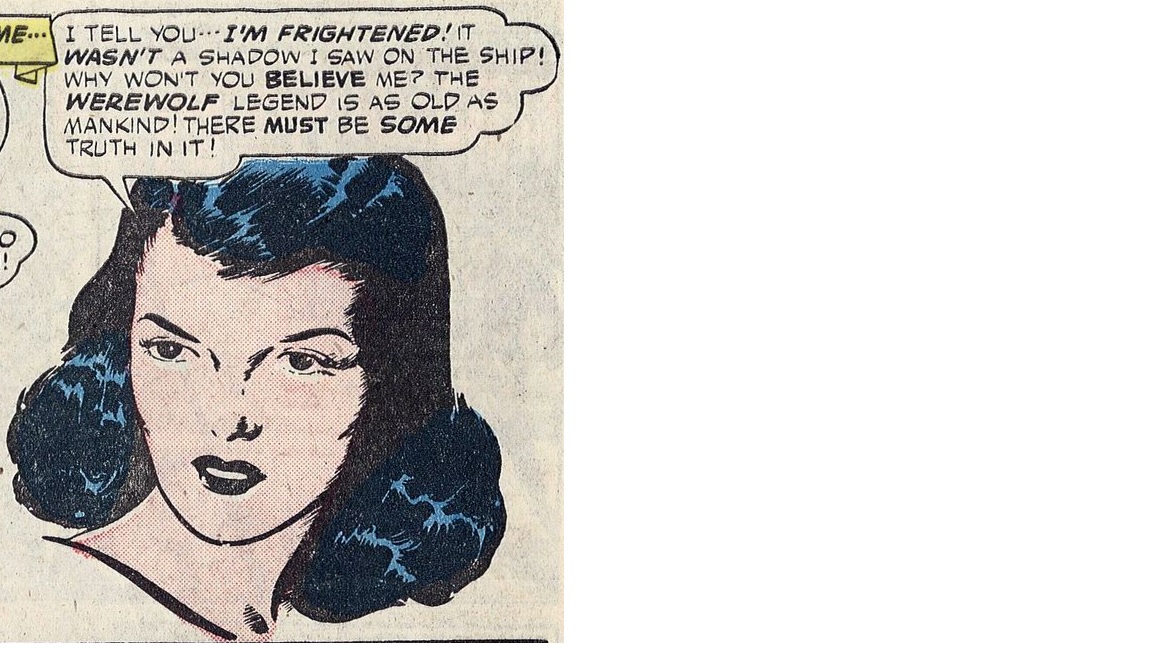 ME...
I TELL YOU... I'M FRIGHTENED! IT
WASN'T A SHADOW I SAW ON THE SHIP!
WHY WON'T YOU BELIEVE ME? THE
WEREWOLF LEGEND IS AS OLD AS
MANKIND! THERE MUST BE SOME
TRUTH IN IT!
O
!